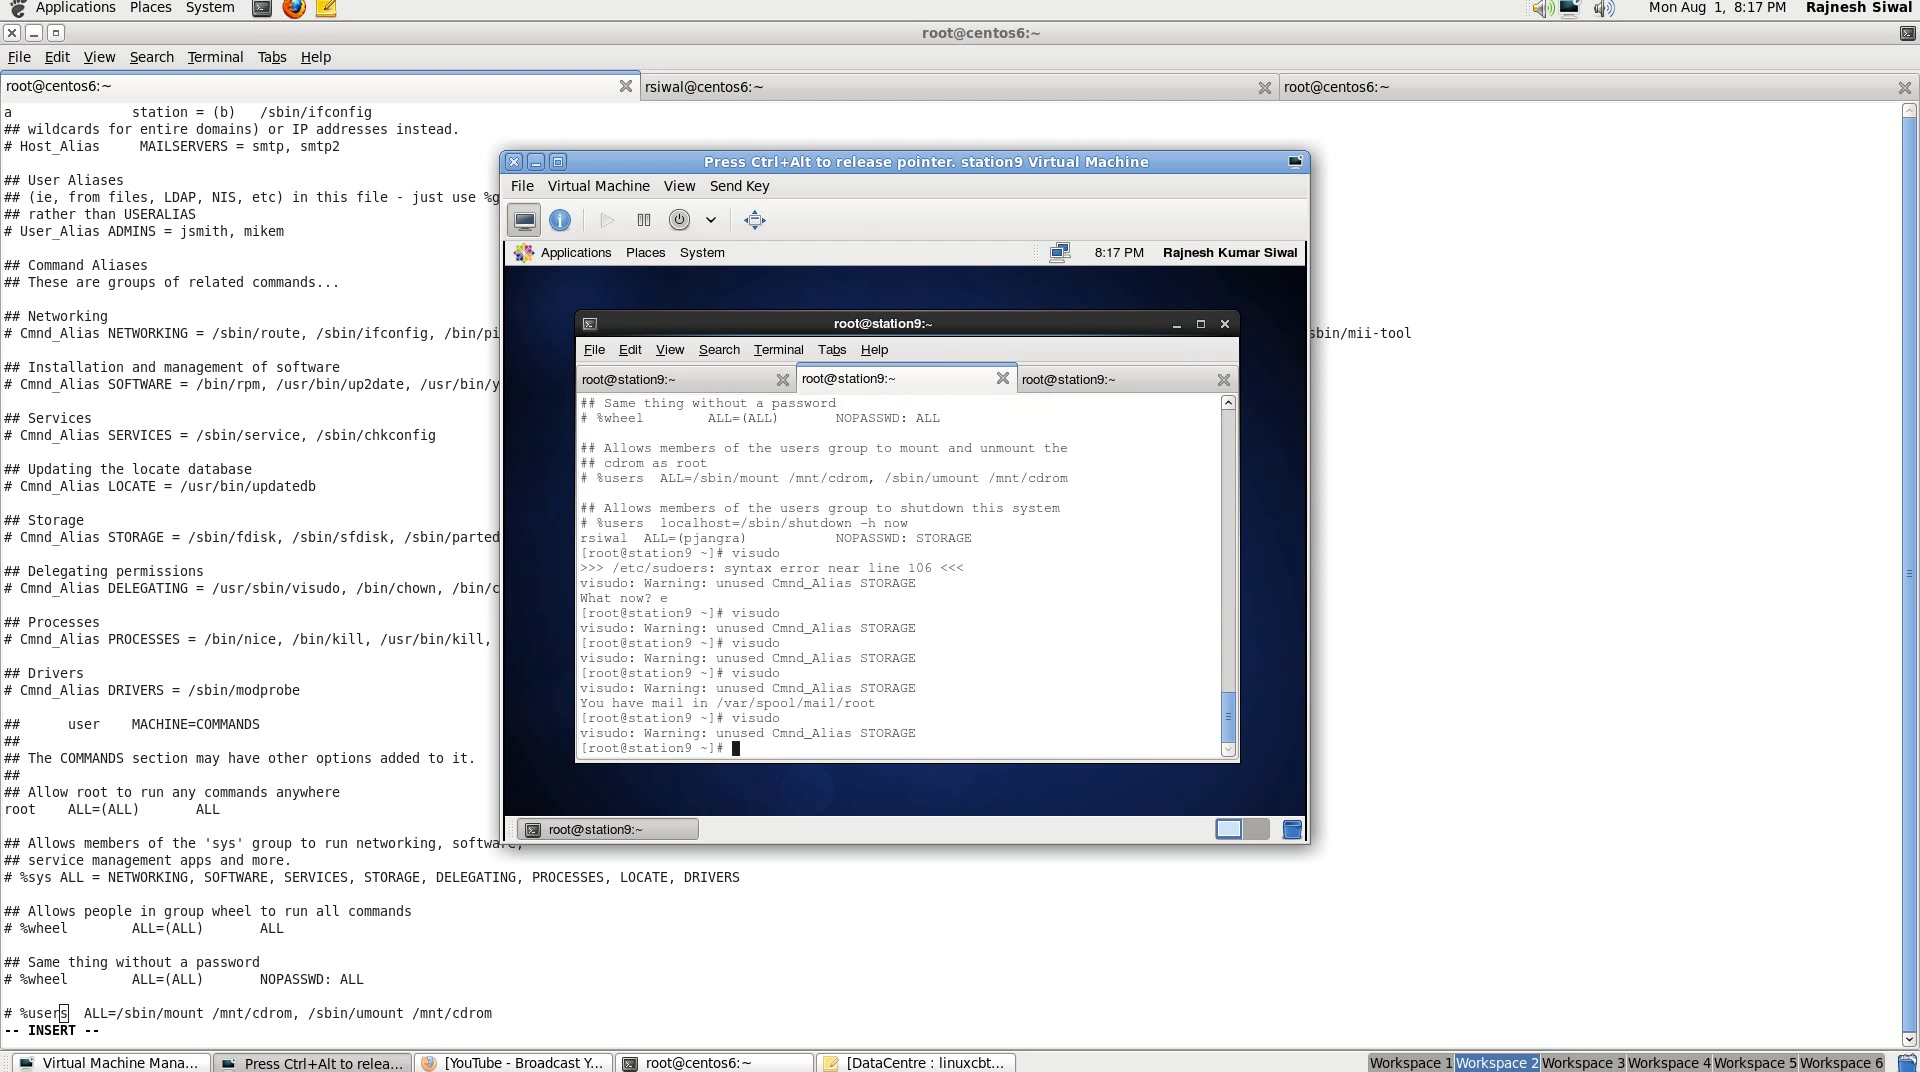 Applications Places System Mon Aug 1, 8:17 PM Rajnesh Siwal
root@centos6:~
File Edit View Search Terminal Tabs Help
root@centos6:~ rsiwal@centos6:~ root@centos6:~
a station = (b) /sbin/ifconfig
## wildcards for entire domains) or IP addresses instead.
# Host_Alias MAILSERVERS = smtp, smtp2
## User Aliases
## (ie, from files, LDAP, NIS, etc) in this file - just use %g
## rather than USERALIAS
# User_Alias ADMINS = jsmith, mikem
## Command Aliases
## These are groups of related commands...
## Networking
# Cmnd_Alias NETWORKING = /sbin/route, /sbin/ifconfig, /bin/pi
sbin/mii-tool
## Installation and management of software
# Cmnd_Alias SOFTWARE = /bin/rpm, /usr/bin/up2date, /usr/bin/y
## Services
# Cmnd_Alias SERVICES = /sbin/service, /sbin/chkconfig
## Updating the locate database
# Cmnd_Alias LOCATE = /usr/bin/updatedb
## Storage
# Cmnd_Alias STORAGE = /sbin/fdisk, /sbin/sfdisk, /sbin/parted
## Delegating permissions
# Cmnd_Alias DELEGATING = /usr/sbin/visudo, /bin/chown, /bin/c
## Processes
# Cmnd_Alias PROCESSES = /bin/nice, /bin/kill, /usr/bin/kill,
## Drivers
# Cmnd_Alias DRIVERS = /sbin/modprobe
## user MACHINE=COMMANDS
##
## The COMMANDS section may have other options added to it.
##
## Allow root to run any commands anywhere
root ALL=(ALL) ALL
## Allows members of the 'sys' group to run networking, software,
## service management apps and more.
# %sys ALL = NETWORKING, SOFTWARE, SERVICES, STORAGE, DELEGATING, PROCESSES, LOCATE, DRIVERS
## Allows people in group wheel to run all commands
# %wheel ALL=(ALL) ALL
## Same thing without a password
# %wheel ALL=(ALL) NOPASSWD: ALL
# %users ALL=/sbin/mount /mnt/cdrom, /sbin/umount /mnt/cdrom
-- INSERT --
Press Ctrl+Alt to release pointer. station9 Virtual Machine
File Virtual Machine View Send Key
Applications Places System 8:17 PM Rajnesh Kumar Siwal
root@station9:~
File Edit View Search Terminal Tabs Help
root@station9:~ root@station9:~ root@station9:~
## Same thing without a password
# %wheel ALL=(ALL) NOPASSWD: ALL
## Allows members of the users group to mount and unmount the
## cdrom as root
# %users ALL=/sbin/mount /mnt/cdrom, /sbin/umount /mnt/cdrom
## Allows members of the users group to shutdown this system
# %users localhost=/sbin/shutdown -h now
rsiwal ALL=(pjangra) NOPASSWD: STORAGE
[root@station9 ~]# visudo
>>> /etc/sudoers: syntax error near line 106 <<<
visudo: Warning: unused Cmnd_Alias STORAGE
What now? e
[root@station9 ~]# visudo
visudo: Warning: unused Cmnd_Alias STORAGE
[root@station9 ~]# visudo
visudo: Warning: unused Cmnd_Alias STORAGE
[root@station9 ~]# visudo
visudo: Warning: unused Cmnd_Alias STORAGE
You have mail in /var/spool/mail/root
[root@station9 ~]# visudo
visudo: Warning: unused Cmnd_Alias STORAGE
[root@station9 ~]#
root@station9:~
Virtual Machine Mana... Press Ctrl+Alt to relea... [YouTube - Broadcast Y... root@centos6:~ [DataCentre : linuxcbt... Workspace 1 Workspace 2 Workspace 3 Workspace 4 Workspace 5 Workspace 6